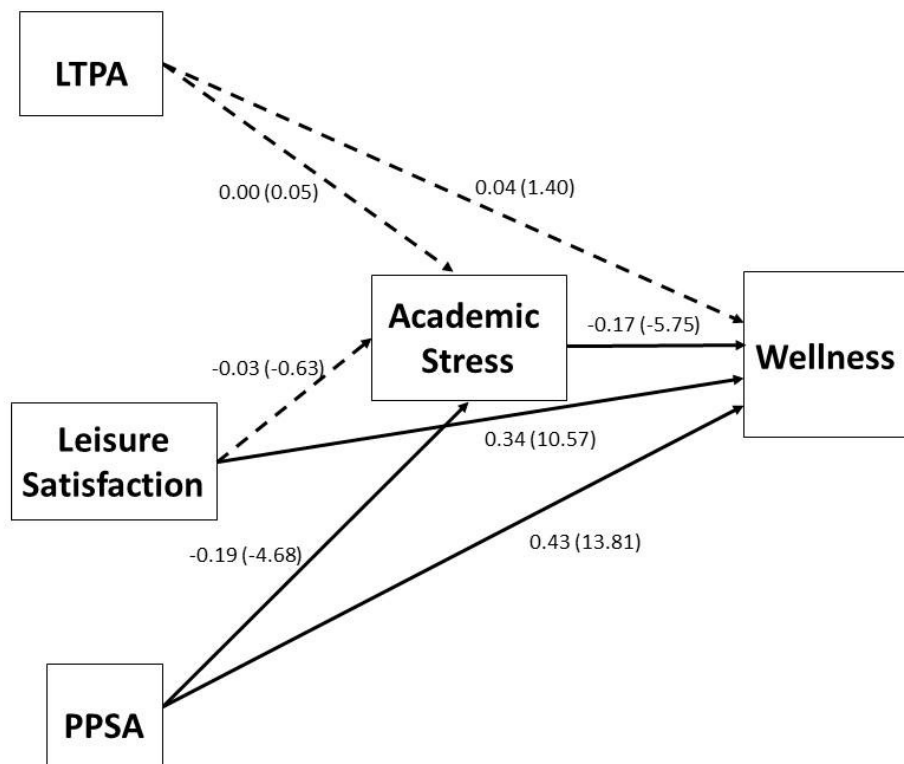 LTPA
0.00 (0.05)
0.04 (1.40)
Academic
Stress
-0.17 (-5.75)
Wellness
-0.03 (-0.63)
Leisure
Satisfaction
0.34 (10.57)
-0.19 (-4.68)
0.43 (13.81)
PPSA